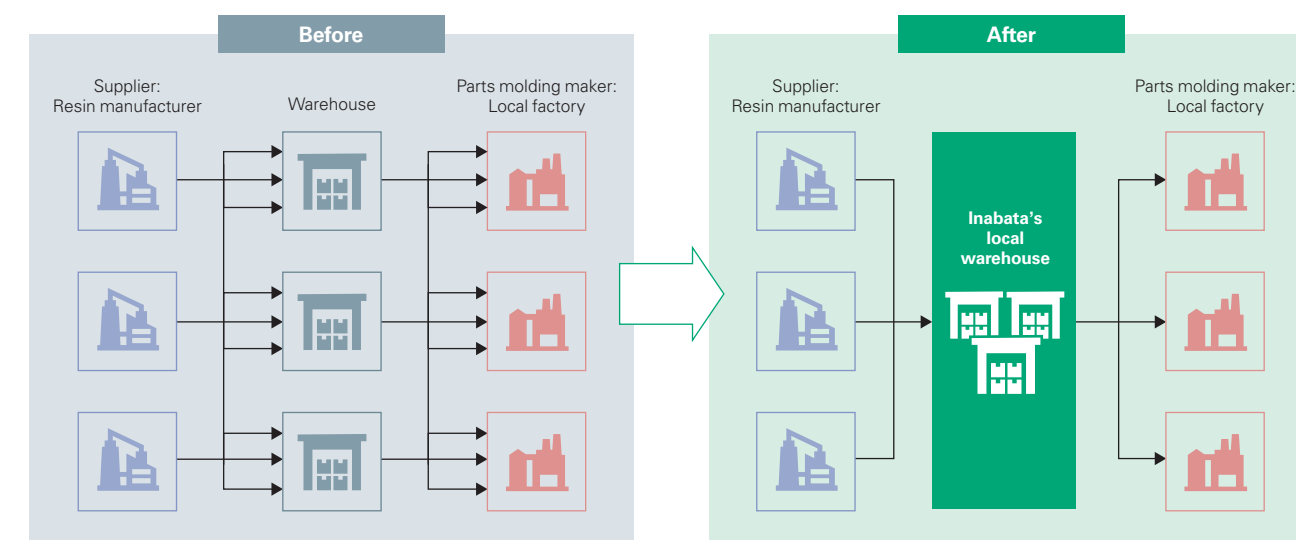 Before
Supplier:
Resin manufacturer
Warehouse
Parts molding maker:
Local factory
After
Supplier:
Resin manufacturer
Inabata's
local
warehouse
Parts molding maker:
Local factory